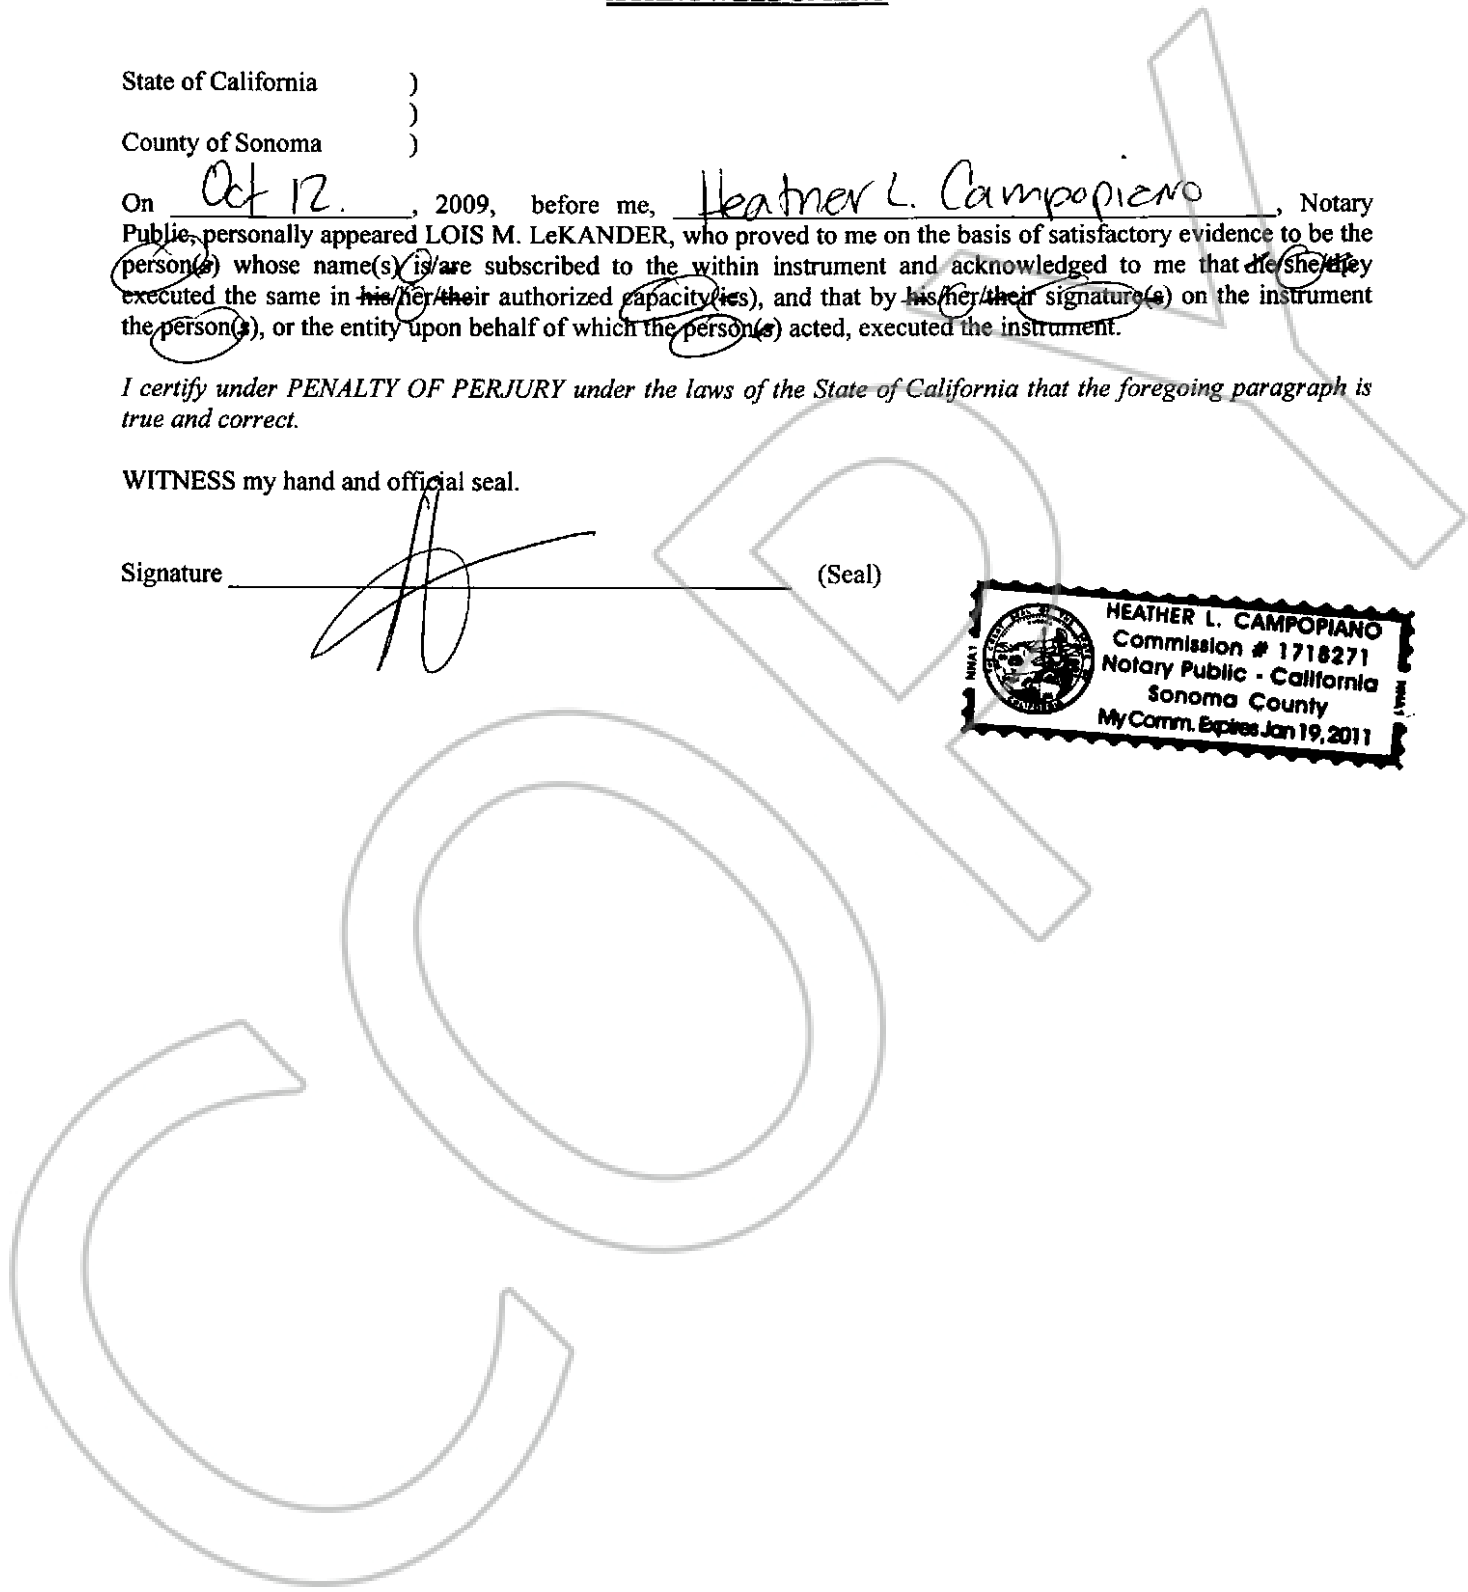 State of California )
)
County of Sonoma )
On Oct 12. , 2009, before me, Heather L. Campopiano , Notary
Public, personally appeared LOIS M. LeKANDER, who proved to me on the basis of satisfactory evidence to be the
person(s) whose name(s) is/are subscribed to the within instrument and acknowledged to me that he/she/they
executed the same in his/her/their authorized capacity(ies), and that by his/her/their signature(s) on the instrument
the person(s), or the entity upon behalf of which the person(s) acted, executed the instrument.
I certify under PENALTY OF PERJURY under the laws of the State of California that the foregoing paragraph is
true and correct.
WITNESS my hand and official seal.
Signature (Seal)
HEATHER L. CAMPOPIANO
Commission # 1718271
Notary Public - California
Sonoma County
My Comm. Expires Jan 19, 2011
NNA1
NNA1
COPY